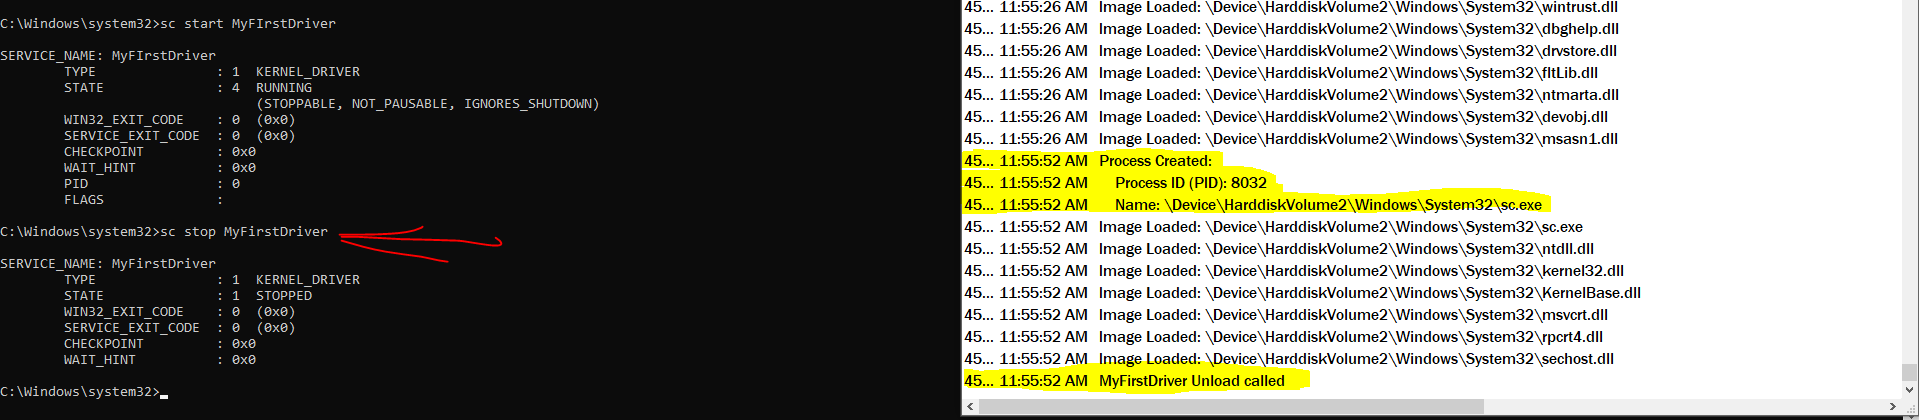 C:\Windows\system32>sc start MyFIrstDriver
SERVICE_NAME: MyFIrstDriver
TYPE : 1 KERNEL_DRIVER
STATE : 4 RUNNING
(STOPPABLE, NOT_PAUSABLE, IGNORES_SHUTDOWN)
WIN32_EXIT_CODE : 0 (0x0)
SERVICE_EXIT_CODE : 0 (0x0)
CHECKPOINT : 0x0
WAIT_HINT : 0x0
PID : 0
FLAGS :
C:\Windows\system32>sc stop MyFirstDriver
SERVICE_NAME: MyFirstDriver
TYPE : 1 KERNEL_DRIVER
STATE : 1 STOPPED
WIN32_EXIT_CODE : 0 (0x0)
SERVICE_EXIT_CODE : 0 (0x0)
CHECKPOINT : 0x0
WAIT_HINT : 0x0
C:\Windows\system32>
45... 11:55:26 AM Image Loaded: \Device\HarddiskVolume2\Windows\System32\wintrust.dll
45... 11:55:26 AM Image Loaded: \Device\HarddiskVolume2\Windows\System32\dbghelp.dll
45... 11:55:26 AM Image Loaded: \Device\HarddiskVolume2\Windows\System32\drvstore.dll
45... 11:55:26 AM Image Loaded: \Device\HarddiskVolume2\Windows\System32\fltLib.dll
45... 11:55:26 AM Image Loaded: \Device\HarddiskVolume2\Windows\System32\ntmarta.dll
45... 11:55:26 AM Image Loaded: \Device\HarddiskVolume2\Windows\System32\devobj.dll
45... 11:55:26 AM Image Loaded: \Device\HarddiskVolume2\Windows\System32\msasn1.dll
45... 11:55:52 AM Process Created:
45... 11:55:52 AM Process ID (PID): 8032
45... 11:55:52 AM Name: \Device\HarddiskVolume2\Windows\System32\sc.exe
45... 11:55:52 AM Image Loaded: \Device\HarddiskVolume2\Windows\System32\sc.exe
45... 11:55:52 AM Image Loaded: \Device\HarddiskVolume2\Windows\System32\ntdll.dll
45... 11:55:52 AM Image Loaded: \Device\HarddiskVolume2\Windows\System32\kernel32.dll
45... 11:55:52 AM Image Loaded: \Device\HarddiskVolume2\Windows\System32\KernelBase.dll
45... 11:55:52 AM Image Loaded: \Device\HarddiskVolume2\Windows\System32\msvcrt.dll
45... 11:55:52 AM Image Loaded: \Device\HarddiskVolume2\Windows\System32\rpcrt4.dll
45... 11:55:52 AM Image Loaded: \Device\HarddiskVolume2\Windows\System32\sechost.dll
45... 11:55:52 AM MyFirstDriver Unload called